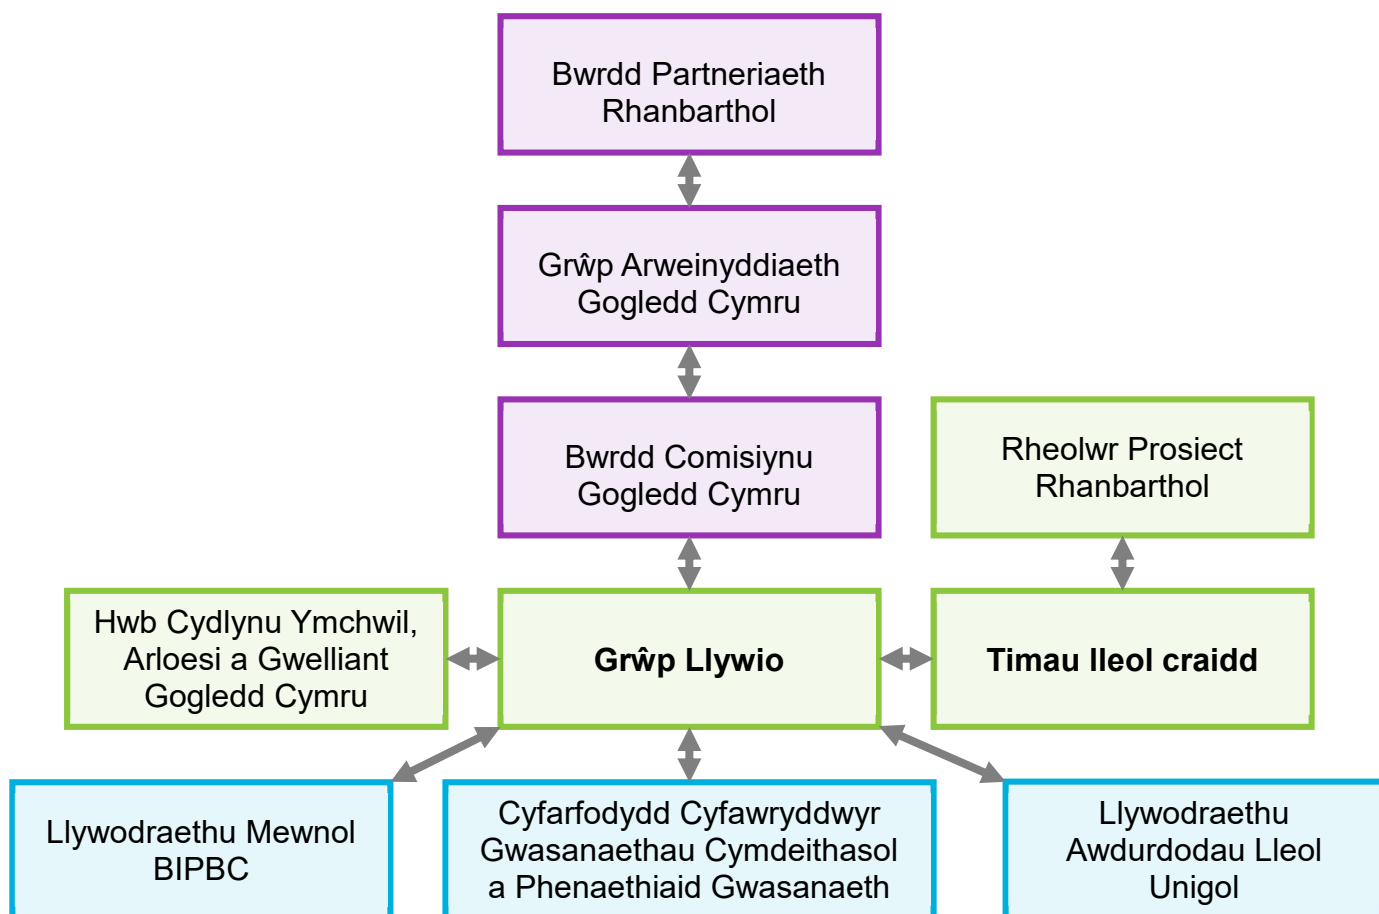 Bwrdd Partneriaeth
Rhanbarthol
Grŵp Arweinyddiaeth
Gogledd Cymru
Bwrdd Comisiynu
Gogledd Cymru
Rheolwr Prosiect
Rhanbarthol
Hwb Cydlynu Ymchwil,
Arloesi a Gwelliant
Gogledd Cymru
Grŵp Llywio
Timau lleol craidd
Llywodraethu Mewnol
BIPBC
Cyfarfodydd Cyfawryddwyr
Gwasanaethau Cymdeithasol
a Phenaethiaid Gwasanaeth
Llywodraethu
Awdurdodau Lleol
Unigol